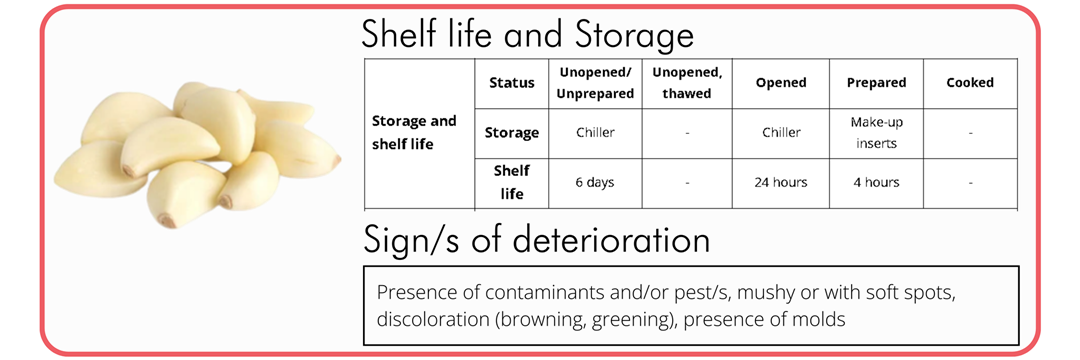 Shelf life and Storage
Storage and shelf life
Status Unopened/ Unprepared Unopened, thawed Opened Prepared Cooked
Storage Chiller - Chiller Make-up inserts -
Shelf life 6 days - 24 hours 4 hours -
Sign/s of deterioration
Presence of contaminants and/or pest/s, mushy or with soft spots,
discoloration (browning, greening), presence of molds